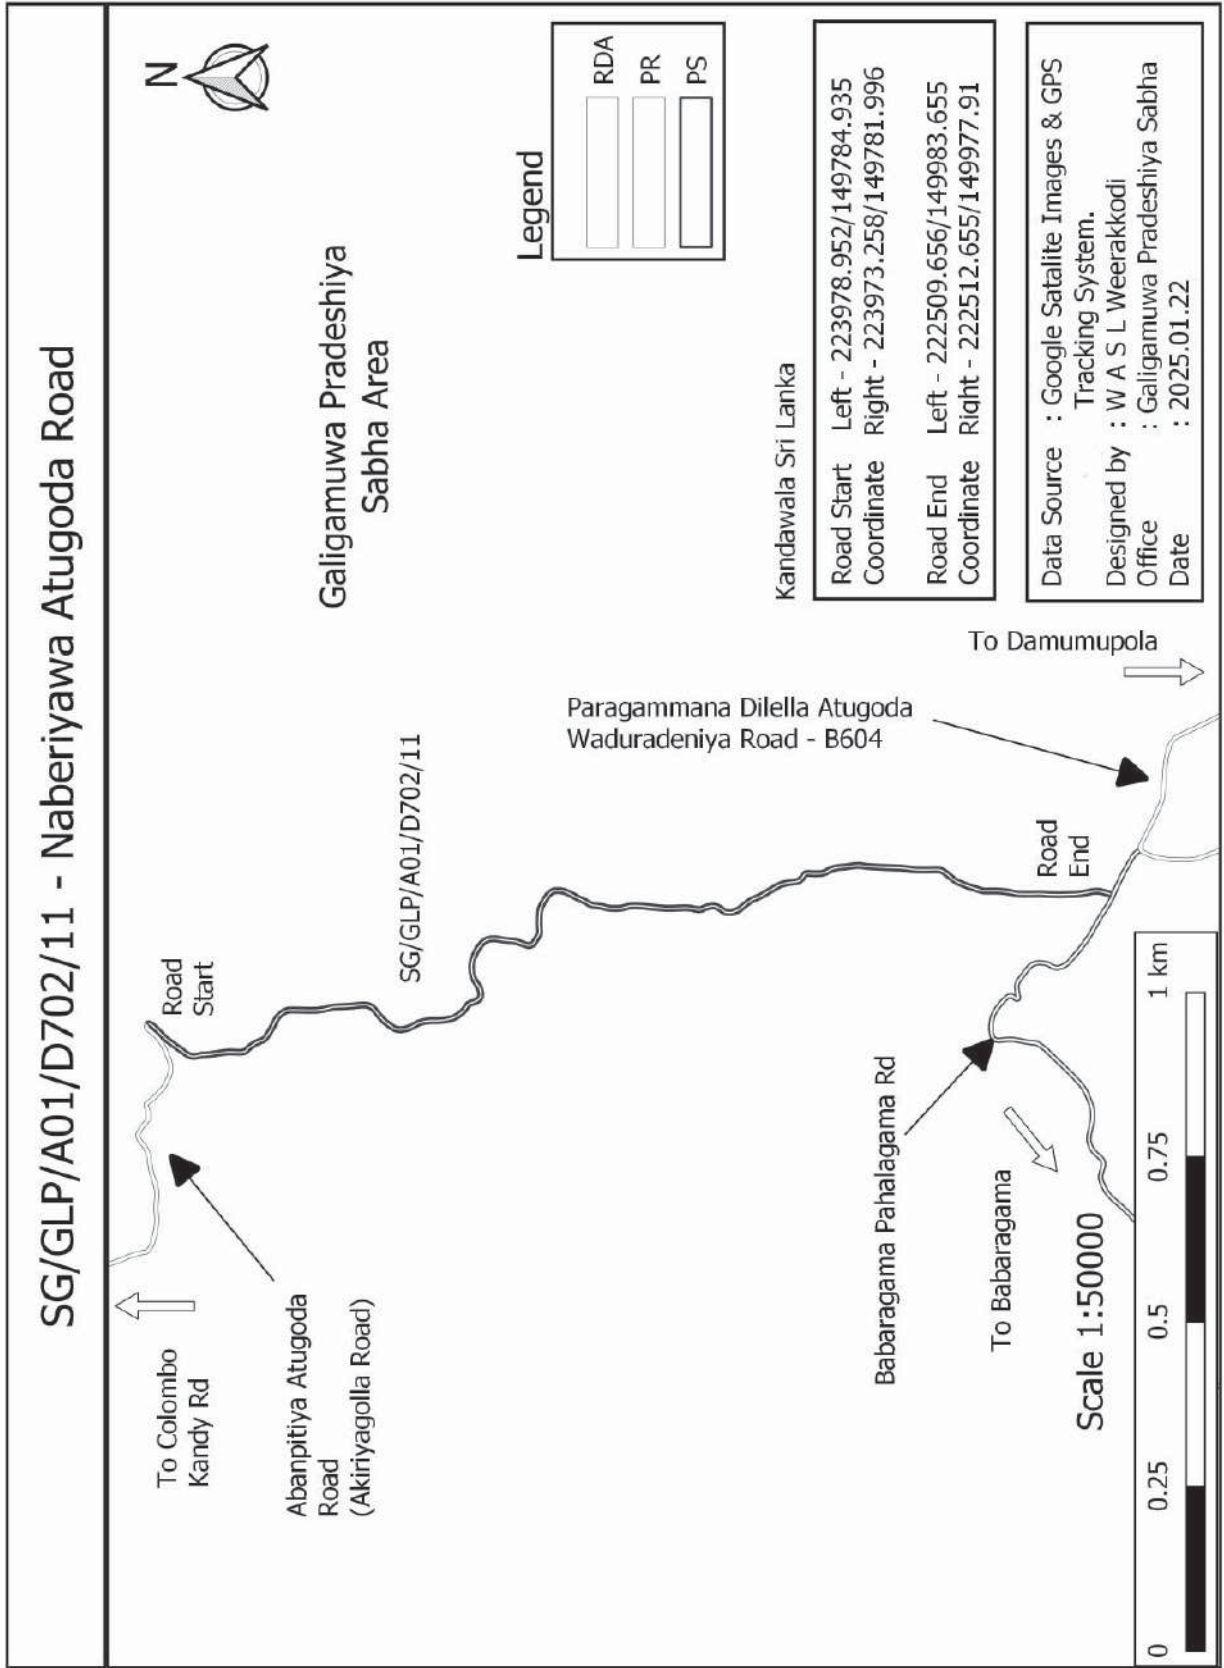 SG/GLP/A01/D702/11 - Naberiyawa Atugoda Road
N
To Colombo
Kandy Rd
Abanpitiya Atugoda
Road
(Akiriyagolla Road)
Road
Start
Galigamuwa Pradeshiya
Sabha Area
SG/GLP/A01/D702/11
Legend
RDA
PR
PS
Paragammana Dilella Atugoda
Waduradeniya Road - B604
Kandawala Sri Lanka
Road Start Left - 223978.952/149784.935
Coordinate Right - 223973.258/149781.996
Road End Left - 222509.656/149983.655
Coordinate Right - 222512.655/149977.91
Babaragama Pahalagama Rd
To Babaragama
Road
End
To Damumupola
Data Source : Google Satalite Images & GPS
Tracking System.
Designed by : W A S L Weerakkodi
Office : Galigamuwa Pradeshiya Sabha
Date : 2025.01.22
Scale 1:50000
0 0.25 0.5 0.75 1 km